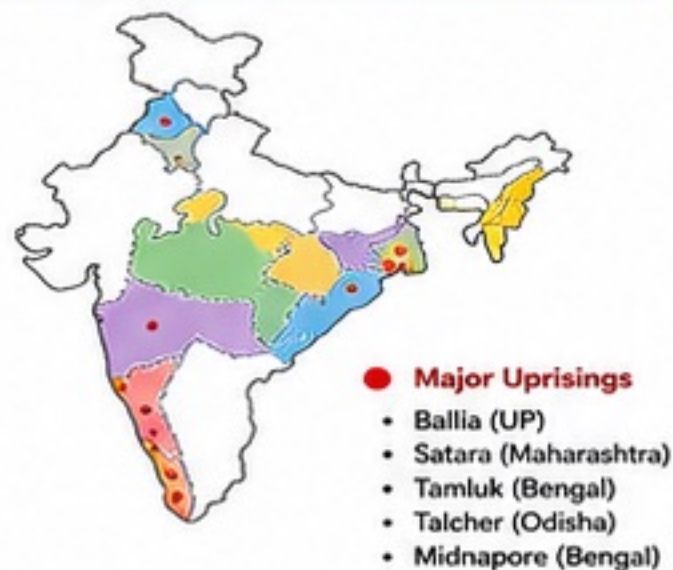 Major Uprisings
• Ballia (UP)
• Satara (Maharashtra)
• Tamluk (Bengal)
• Talcher (Odisha)
• Midnapore (Bengal)